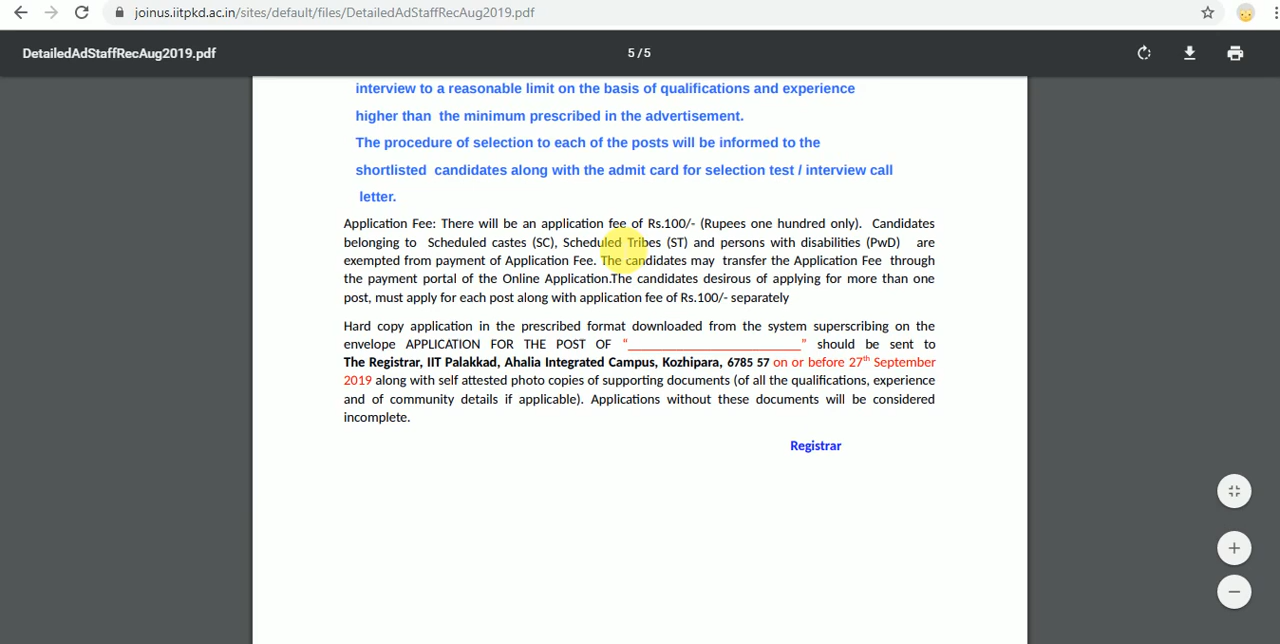 joinus.iitpkd.ac.in/sites/default/files/DetailedAdStaffRecAug2019.pdf
DetailedAdStaffRecAug2019.pdf
5 / 5
interview to a reasonable limit on the basis of qualifications and experience
higher than the minimum prescribed in the advertisement.
The procedure of selection to each of the posts will be informed to the
shortlisted candidates along with the admit card for selection test / interview call
letter.
Application Fee: There will be an application fee of Rs.100/- (Rupees one hundred only). Candidates
belonging to Scheduled castes (SC), Scheduled Tribes (ST) and persons with disabilities (PwD) are
exempted from payment of Application Fee. The candidates may transfer the Application Fee through
the payment portal of the Online Application.The candidates desirous of applying for more than one
post, must apply for each post along with application fee of Rs.100/- separately
Hard copy application in the prescribed format downloaded from the system superscribing on the
envelope APPLICATION FOR THE POST OF “__________________________” should be sent to
The Registrar, IIT Palakkad, Ahalia Integrated Campus, Kozhipara, 6785 57 on or before 27th September
2019 along with self attested photo copies of supporting documents (of all the qualifications, experience
and of community details if applicable). Applications without these documents will be considered
incomplete.
Registrar